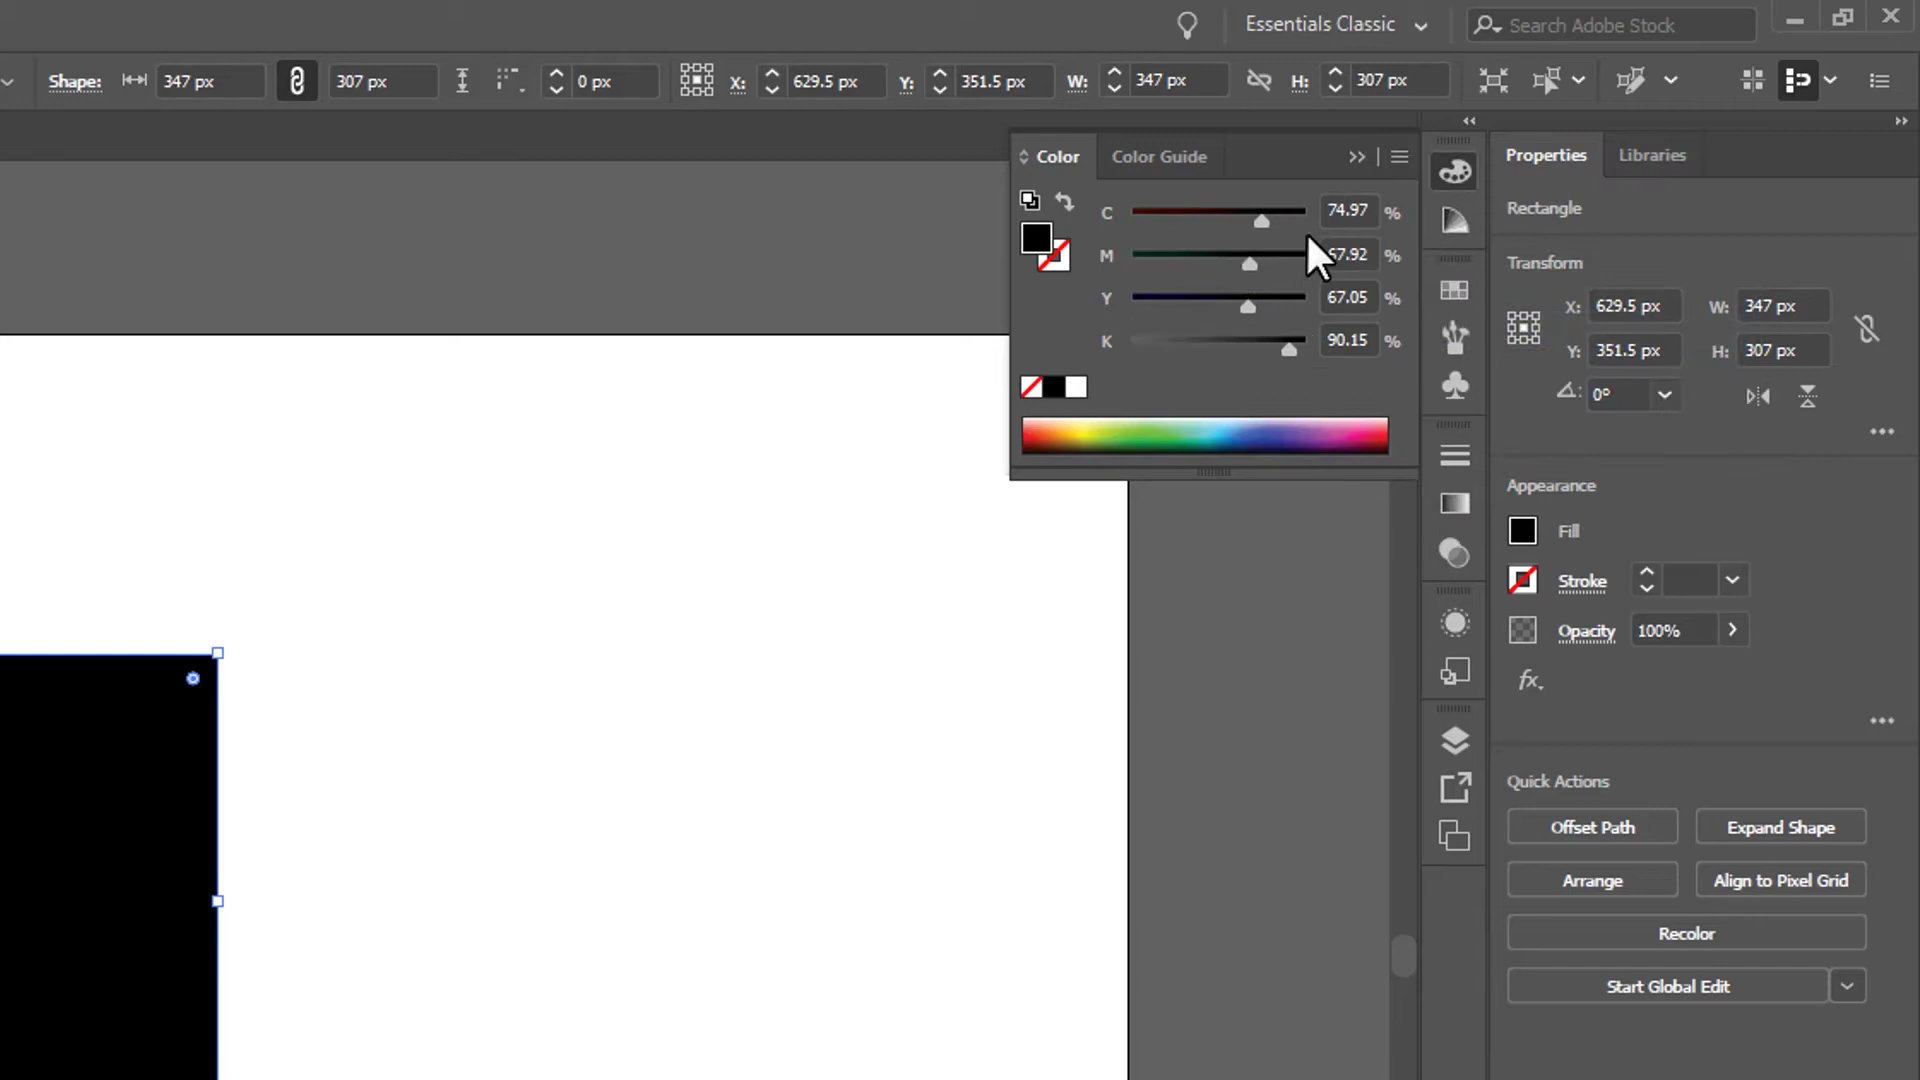 Essentials Classic
Search Adobe Stock
Shape: 347 px 307 px 0 px X: 629.5 px Y: 351.5 px W: 347 px H: 307 px
Color Color Guide
C 74.97 %
M 67.92 %
Y 67.05 %
K 90.15 %
Properties Libraries
Rectangle
Transform
X: 629.5 px W: 347 px
Y: 351.5 px H: 307 px
0°
Appearance
Fill
Stroke
Opacity 100%
fx
Quick Actions
Offset Path Expand Shape
Arrange Align to Pixel Grid
Recolor
Start Global Edit